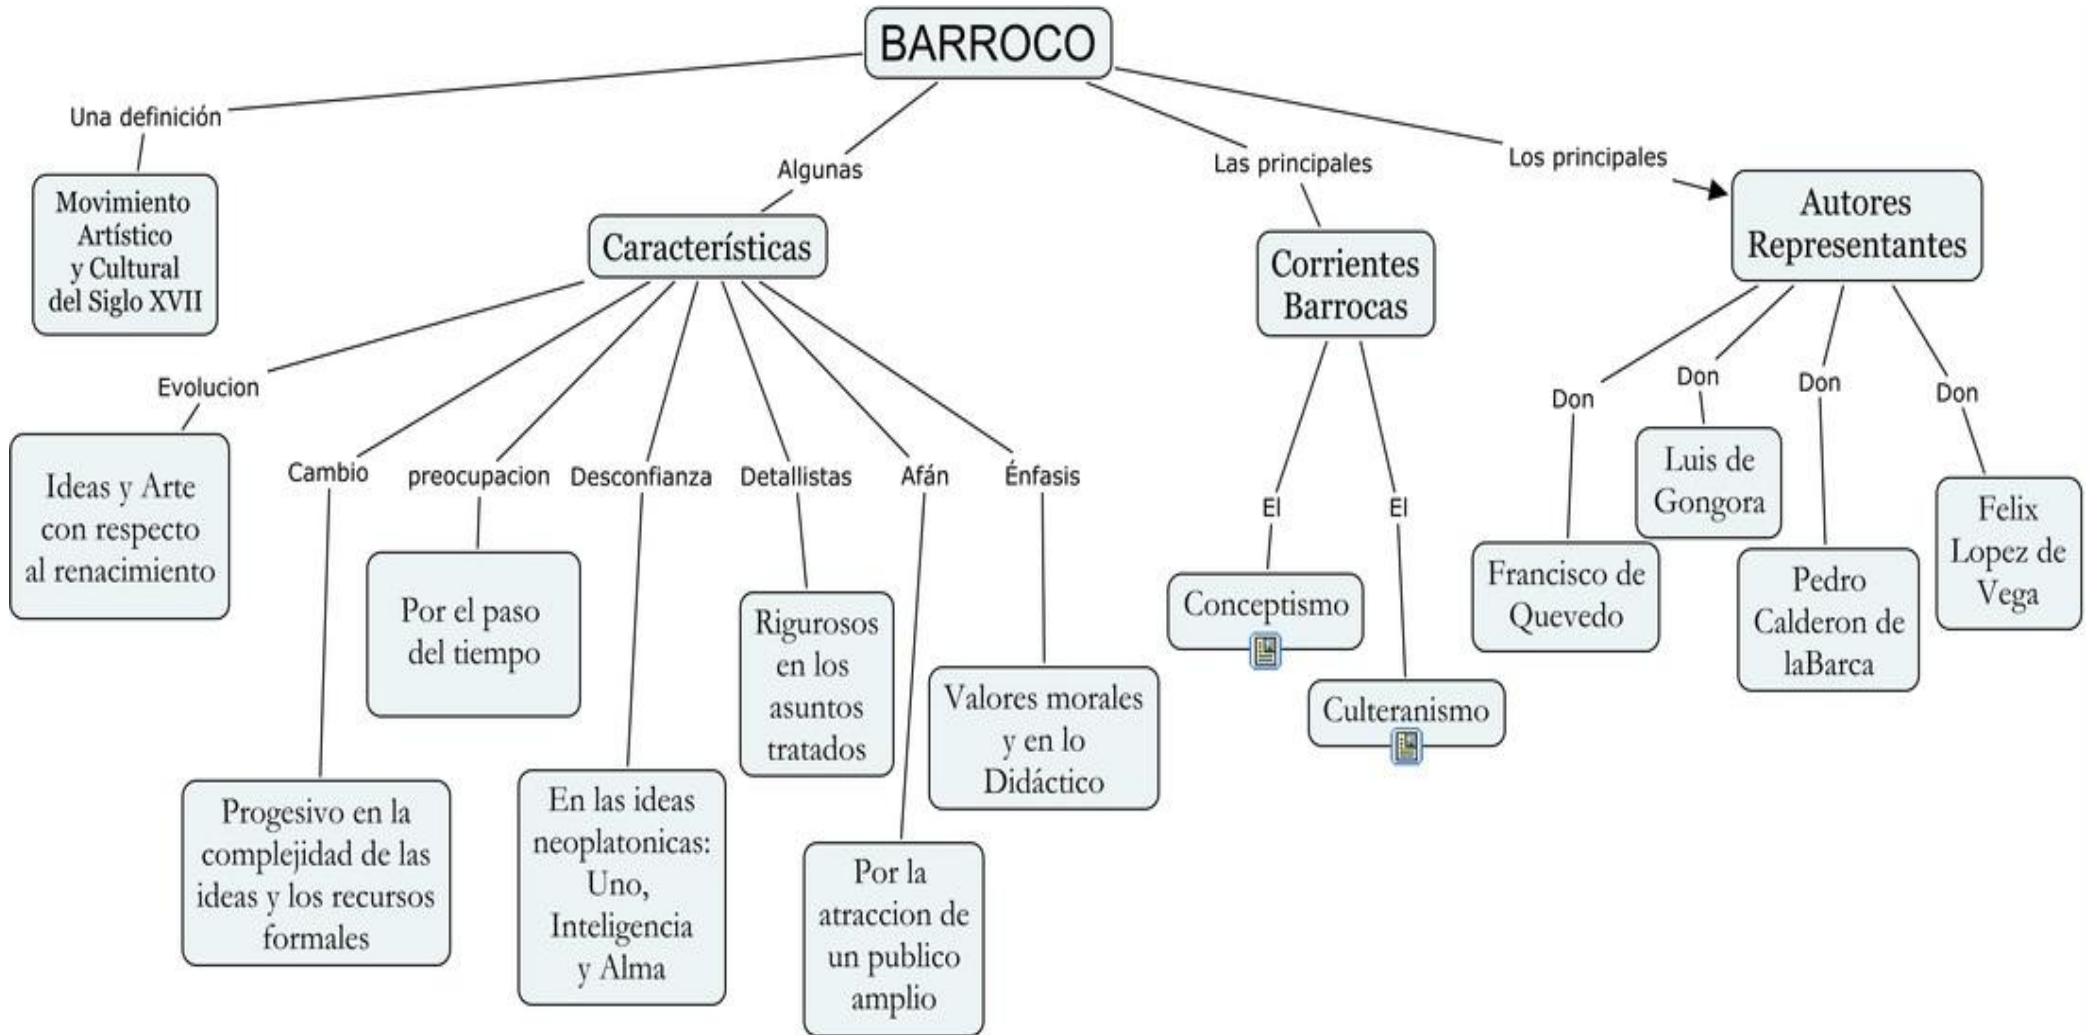 BARROCO
Una definición
Movimiento
Artístico
y Cultural
del Siglo XVII
Algunas
Características
Las principales
Corrientes
Barrocas
Los principales
Autores
Representantes
Evolucion
Ideas y Arte
con respecto
al renacimiento
Cambio
Progesivo en la
complejidad de las
ideas y los recursos
formales
preocupacion
Por el paso
del tiempo
Desconfianza
En las ideas
neoplatonicas:
Uno,
Inteligencia
y Alma
Detallistas
Rigurosos
en los
asuntos
tratados
Afán
Por la
atraccion de
un publico
amplio
Énfasis
Valores morales
y en lo
Didáctico
El
Conceptismo
El
Culteranismo
Don
Francisco de
Quevedo
Don
Luis de
Gongora
Don
Pedro
Calderon de
laBarca
Don
Felix
Lopez de
Vega